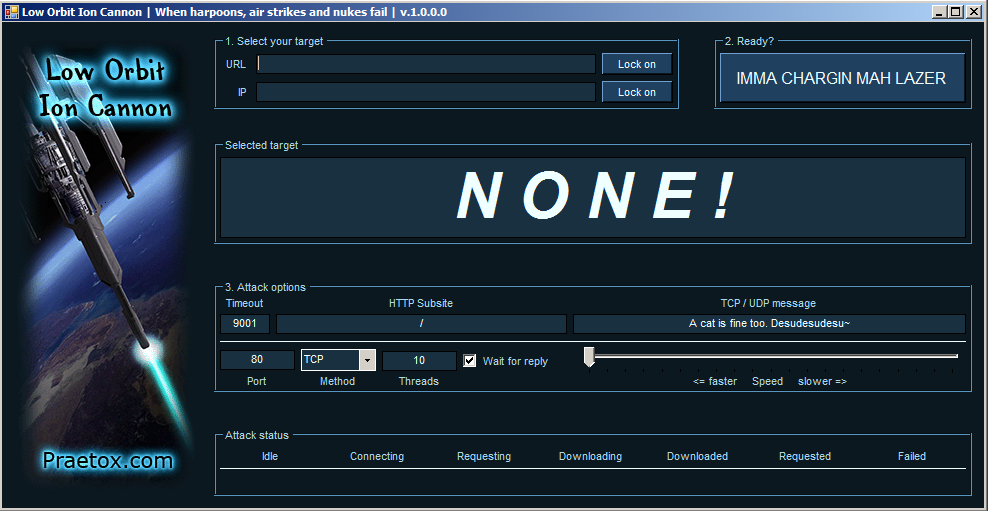 Low Orbit Ion Cannon | When harpoons, air strikes and nukes fail | v.1.0.0.0
Low Orbit
Ion Cannon
1. Select your target
URL
Lock on
IP
Lock on
2. Ready?
IMMA CHARGIN MAH LAZER
Selected target
NONE!
3. Attack options
Timeout HTTP Subsite TCP / UDP message
9001 / A cat is fine too. Desudesudesu~
80 TCP 10 Wait for reply
Port Method Threads <= faster Speed slower =>
Attack status
Idle Connecting Requesting Downloading Downloaded Requested Failed
Praetox.com